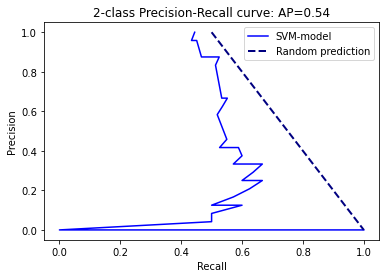 2-class Precision-Recall curve: AP=0.54
SVM-model
Random prediction
Precision
1.0
0.8
0.6
0.4
0.2
0.0
0.0 0.2 0.4 0.6 0.8 1.0
Recall